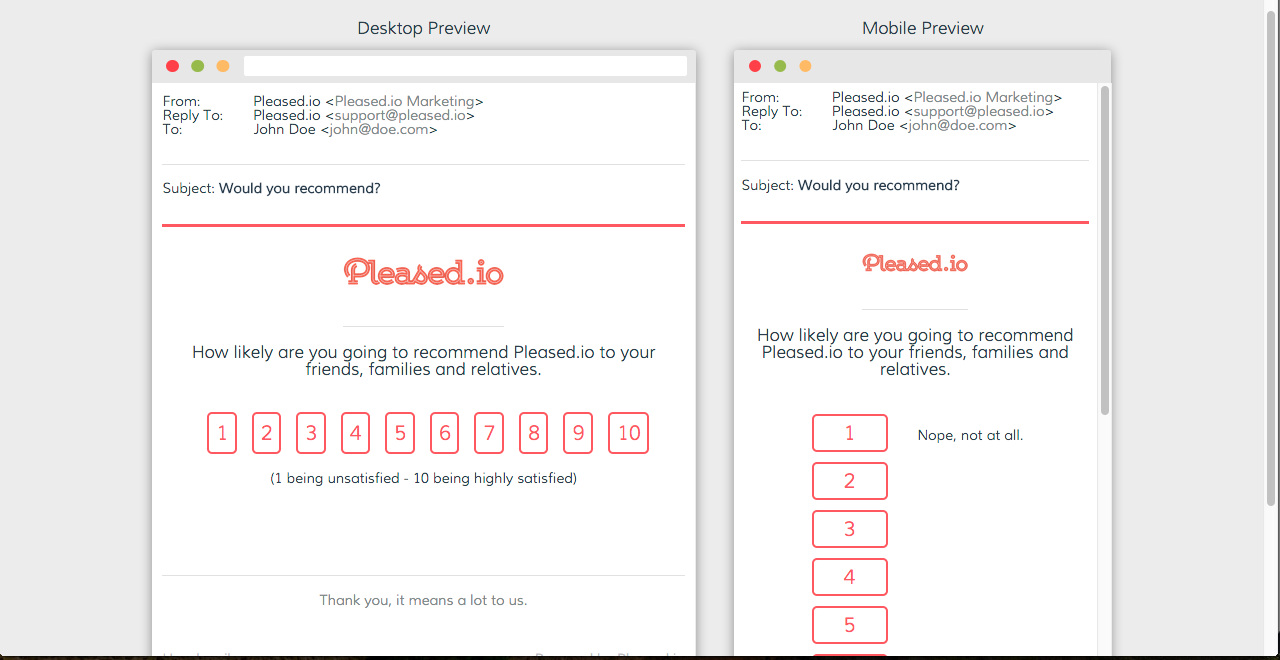 Desktop Preview
From: Pleased.io <Pleased.io Marketing>
Reply To: Pleased.io <support@pleased.io>
To: John Doe <john@doe.com>
Subject: Would you recommend?
Pleased.io
How likely are you going to recommend Pleased.io to your
friends, families and relatives.
1 2 3 4 5 6 7 8 9 10
(1 being unsatisfied - 10 being highly satisfied)
Thank you, it means a lot to us.
Mobile Preview
From: Pleased.io <Pleased.io Marketing>
Reply To: Pleased.io <support@pleased.io>
To: John Doe <john@doe.com>
Subject: Would you recommend?
Pleased.io
How likely are you going to recommend
Pleased.io to your friends, families and
relatives.
1 Nope, not at all.
2
3
4
5